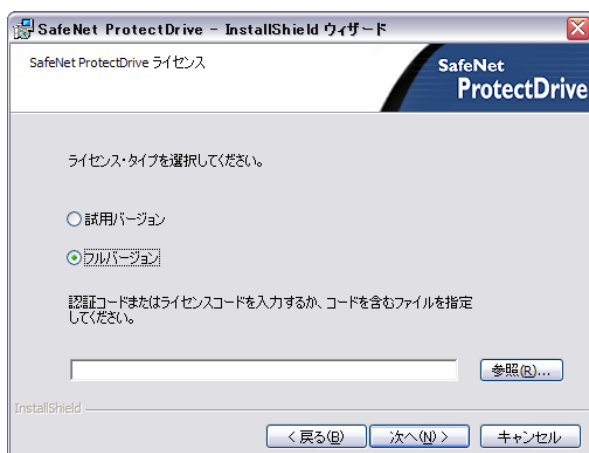 SafeNet ProtectDrive - InstallShield ウィザード
SafeNet ProtectDrive ライセンス
SafeNet
ProtectDrive
ライセンス・タイプを選択してください。
試用バージョン
フルバージョン
認証コードまたはライセンスコードを入力するか、コードを含むファイルを指定
してください。
参照(R)...
InstallShield
< 戻る(B)
次へ(N) >
キャンセル